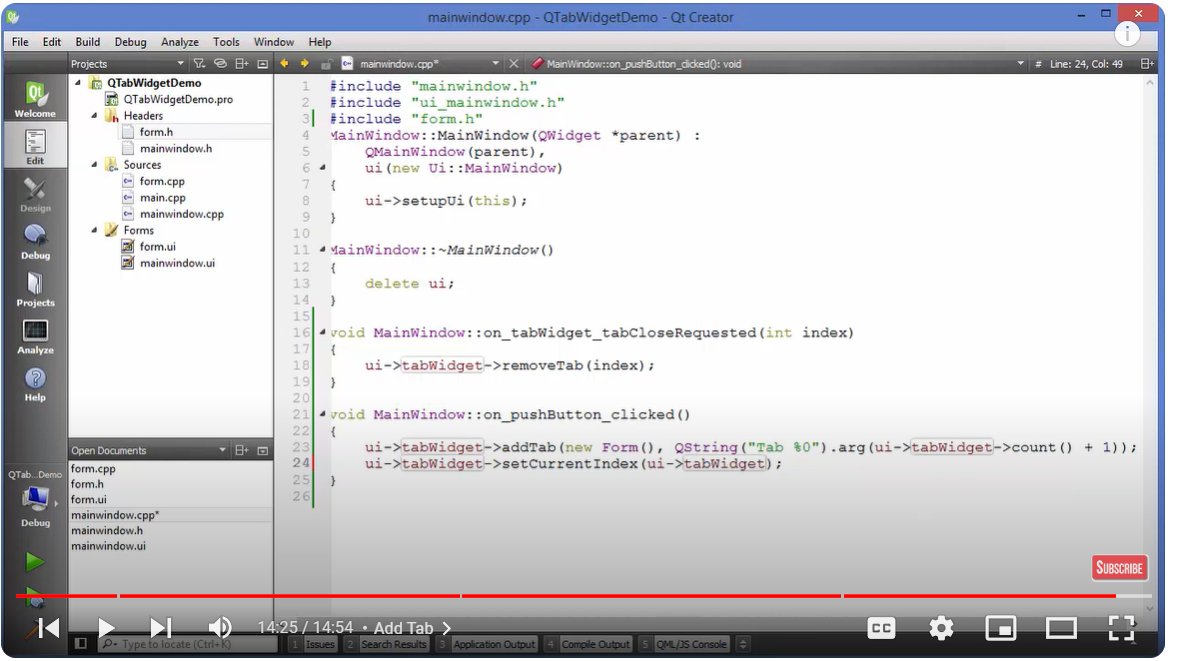 mainwindow.cpp - QTabWidgetDemo - Qt Creator
File Edit Build Debug Analyze Tools Window Help
Projects
mainwindow.cpp*
MainWindow::on_pushButton_clicked(): void
# Line: 24, Col: 49
Welcome
Edit
Design
Debug
Projects
Analyze
Help
QTab...Demo
Debug
QTabWidgetDemo
QTabWidgetDemo.pro
Headers
form.h
mainwindow.h
Sources
form.cpp
main.cpp
mainwindow.cpp
Forms
form.ui
mainwindow.ui
Open Documents
form.cpp
form.h
form.ui
mainwindow.cpp*
mainwindow.h
mainwindow.ui
1 #include "mainwindow.h"
2 #include "ui_mainwindow.h"
3 #include "form.h"
4 MainWindow::MainWindow(QWidget *parent) :
5 QMainWindow(parent),
6 ui(new Ui::MainWindow)
7 {
8 ui->setupUi(this);
9 }
10
11 MainWindow::~MainWindow()
12 {
13 delete ui;
14 }
15
16 void MainWindow::on_tabWidget_tabCloseRequested(int index)
17 {
18 ui->tabWidget->removeTab(index);
19 }
20
21 void MainWindow::on_pushButton_clicked()
22 {
23 ui->tabWidget->addTab(new Form(), QString("Tab %0").arg(ui->tabWidget->count() + 1));
24 ui->tabWidget->setCurrentIndex(ui->tabWidget);
25 }
26
SUBSCRIBE
14:25 / 14:54 • Add Tab
CC
Type to locate (Ctrl+K)
1 Issues 2 Search Results 3 Application Output 4 Compile Output 5 QML/JS Console